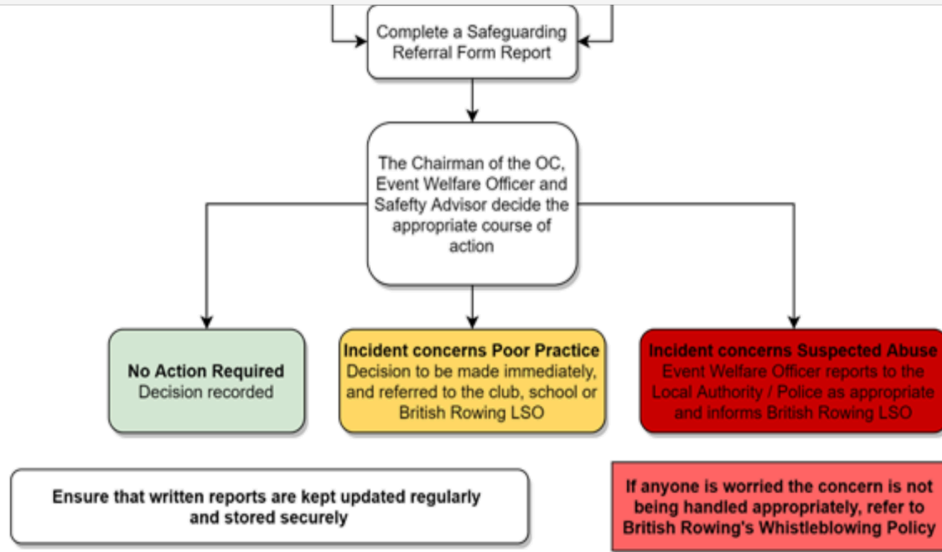 Complete a Safeguarding
Referral Form Report
The Chairman of the OC,
Event Welfare Officer and
Safefty Advisor decide the
appropriate course of
action
No Action Required
Decision recorded
Incident concerns Poor Practice
Decision to be made immediately,
and referred to the club, school or
British Rowing LSO
Incident concerns Suspected Abuse
Event Welfare Officer reports to the
Local Authority / Police as appropriate
and informs British Rowing LSO
Ensure that written reports are kept updated regularly
and stored securely
If anyone is worried the concern is not
being handled appropriately, refer to
British Rowing's Whistleblowing Policy